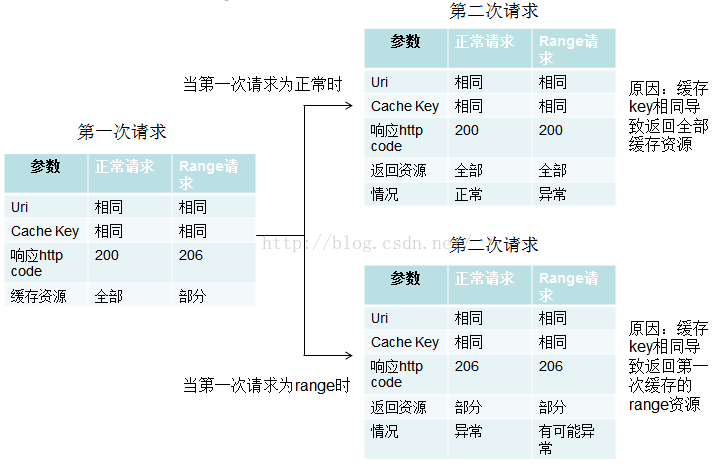 第二次请求
参数 正常请求 Range请
求
Uri 相同 相同
Cache Key 相同 相同
响应http 200 200
code
返回资源 全部 全部
情况 正常 异常
原因：缓存
key相同导
致返回全部
缓存资源
当第一次请求为正常时
第一次请求
参数 正常请求 Range请
求
Uri 相同 相同
Cache Key 相同 相同
响应http 200 206
code
缓存资源 全部 部分
http://blog.csdn.ne
当第一次请求为range时
第二次请求
参数 正常请求 Range请
求
Uri 相同 相同
Cache Key 相同 相同
响应http 206 206
code
返回资源 部分 部分
情况 异常 有可能异
常
原因：缓存
key相同导
致返回第一
次缓存的
range资源